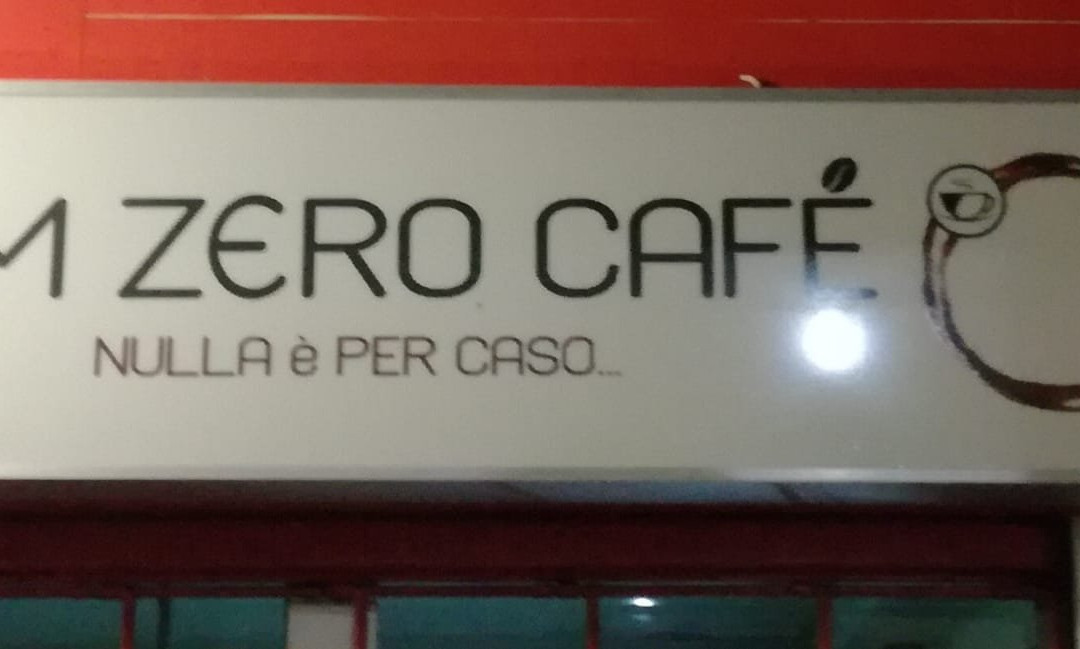 M ZERO CAFÉ
NULLA è PER CASO...